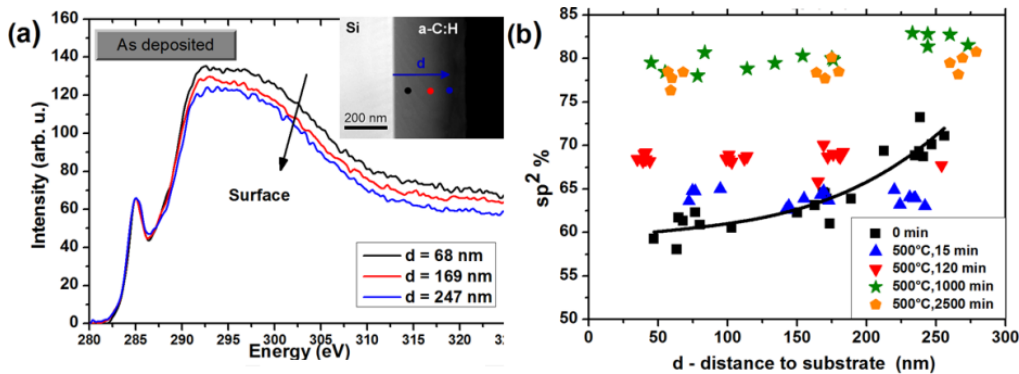 (a)
As deposited
Si
a-C:H
d
200 nm
Surface
d = 68 nm
d = 169 nm
d = 247 nm
Intensity (arb. u.)
0
20
40
60
80
100
120
140
160
280
285
290
295
300
305
310
315
320
Energy (eV)
(b)
sp² %
50
55
60
65
70
75
80
85
0
50
100
150
200
250
300
d - distance to substrate (nm)
0 min
500°C,15 min
500°C,120 min
500°C,1000 min
500°C,2500 min